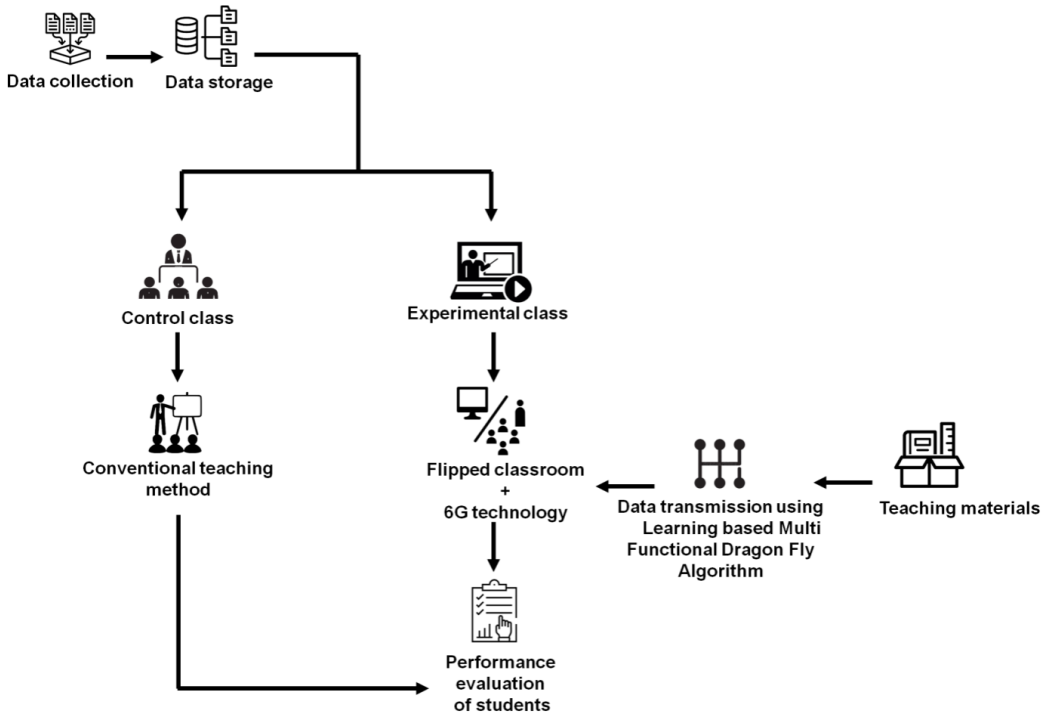 Data collection
Data storage
Control class
Experimental class
Conventional teaching
method
Flipped classroom
+
6G technology
Data transmission using
Learning based Multi
Functional Dragon Fly
Algorithm
Teaching materials
Performance
evaluation
of students